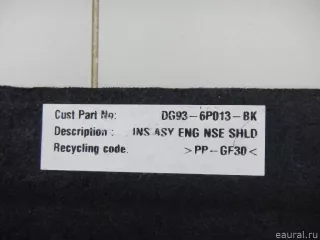 Cust Part No: DG93-6P013-BK
Description: INS ASY ENG NSE SHLD
Recycling code. >PP-GF30<
eaural.ru